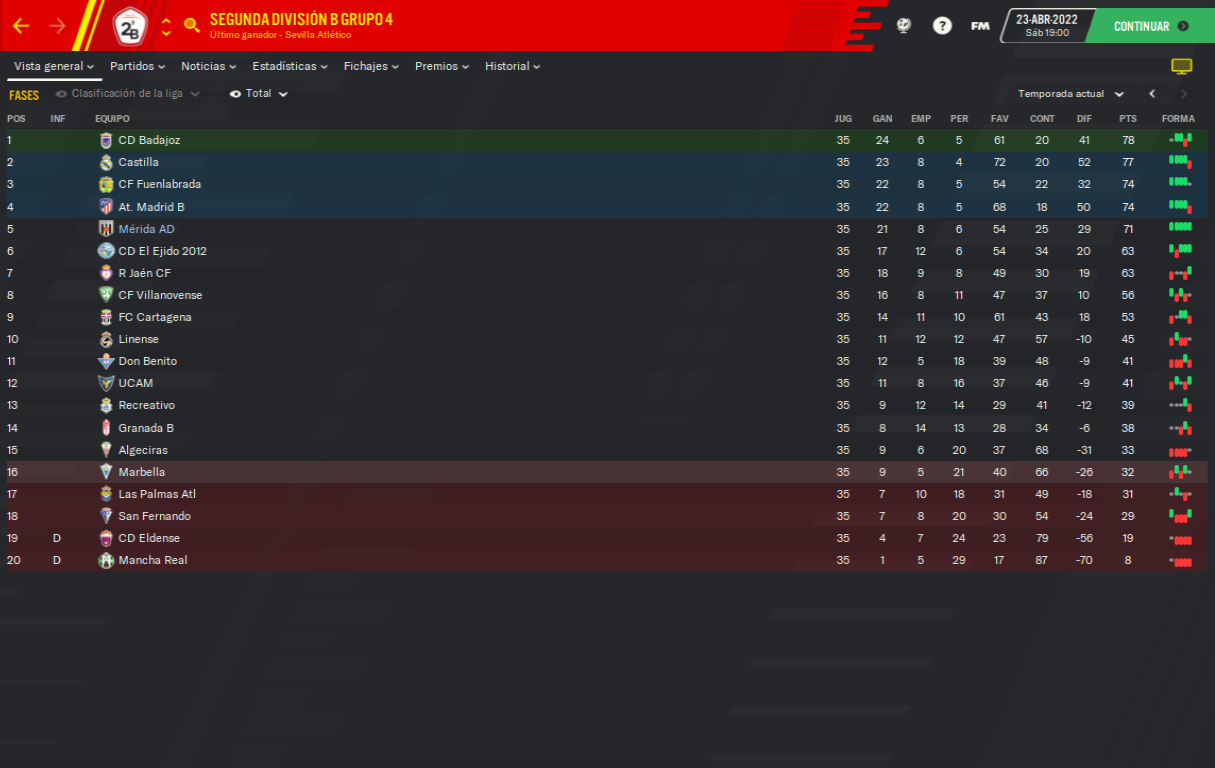 SEGUNDA DIVISIÓN B GRUPO 4
Último ganador - Sevilla Atlético
2ªB
?
FM
23-ABR-2022
Sáb 19:00
CONTINUAR
Vista general Partidos Noticias Estadísticas Fichajes Premios Historial
FASES Clasificación de la liga Total Temporada actual
POS INF EQUIPO JUG GAN EMP PER FAV CONT DIF PTS FORMA
1 CD Badajoz 35 24 6 5 61 20 41 78
2 Castilla 35 23 8 4 72 20 52 77
3 CF Fuenlabrada 35 22 8 5 54 22 32 74
4 At. Madrid B 35 22 8 5 68 18 50 74
5 Mérida AD 35 21 8 6 54 25 29 71
6 CD El Ejido 2012 35 17 12 6 54 34 20 63
7 R Jaén CF 35 18 9 8 49 30 19 63
8 CF Villanovense 35 16 8 11 47 37 10 56
9 FC Cartagena 35 14 11 10 61 43 18 53
10 Linense 35 11 12 12 47 57 -10 45
11 Don Benito 35 12 5 18 39 48 -9 41
12 UCAM 35 11 8 16 37 46 -9 41
13 Recreativo 35 9 12 14 29 41 -12 39
14 Granada B 35 8 14 13 28 34 -6 38
15 Algeciras 35 9 6 20 37 68 -31 33
16 Marbella 35 9 5 21 40 66 -26 32
17 Las Palmas Atl 35 7 10 18 31 49 -18 31
18 San Fernando 35 7 8 20 30 54 -24 29
19 D CD Eldense 35 4 7 24 23 79 -56 19
20 D Mancha Real 35 1 5 29 17 87 -70 8